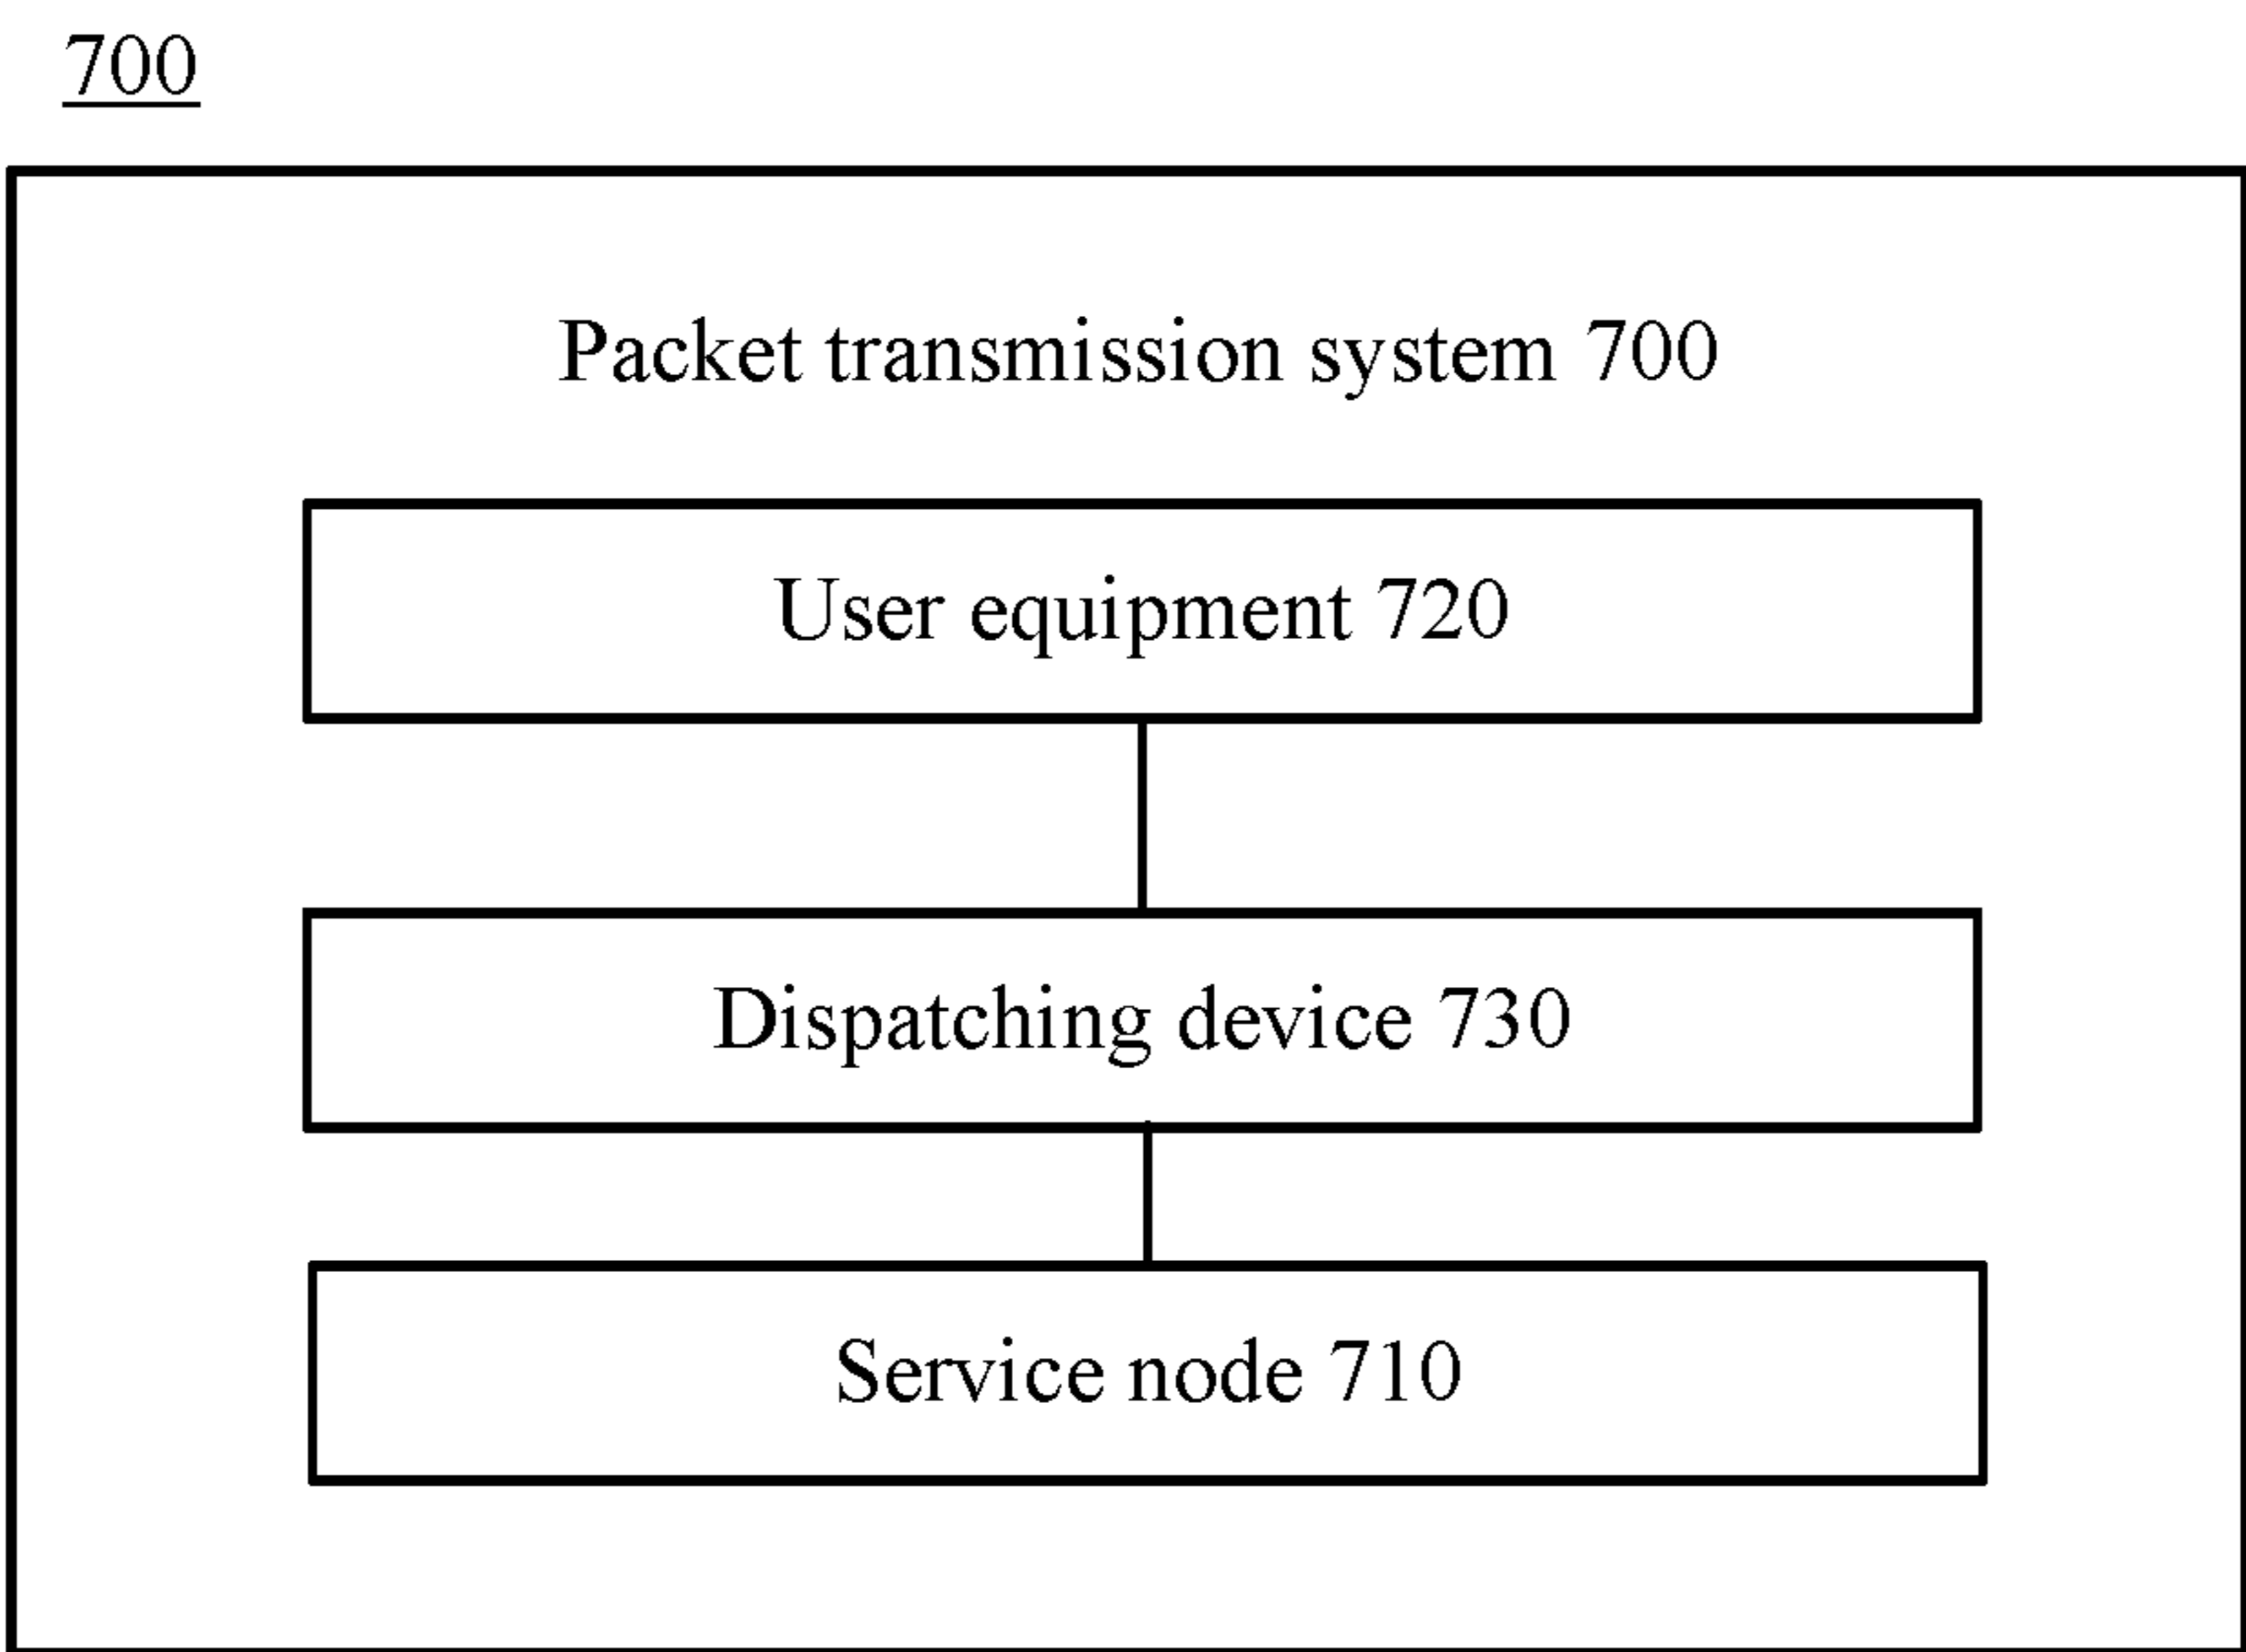 700
Packet transmission system 700
User equipment 720
Dispatching device 730
Service node 710